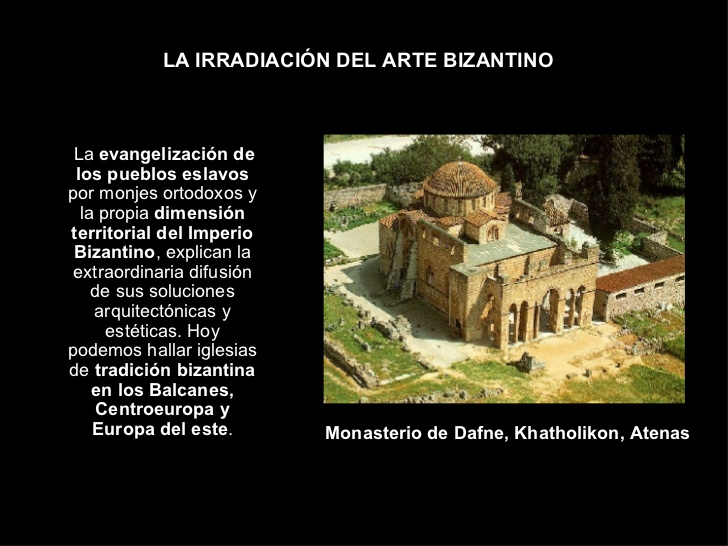 LA IRRADIACIÓN DEL ARTE BIZANTINO
La evangelización de
los pueblos eslavos
por monjes ortodoxos y
la propia dimensión
territorial del Imperio
Bizantino, explican la
extraordinaria difusión
de sus soluciones
arquitectónicas y
estéticas. Hoy
podemos hallar iglesias
de tradición bizantina
en los Balcanes,
Centroeuropa y
Europa del este.
Monasterio de Dafne, Khatholikon, Atenas